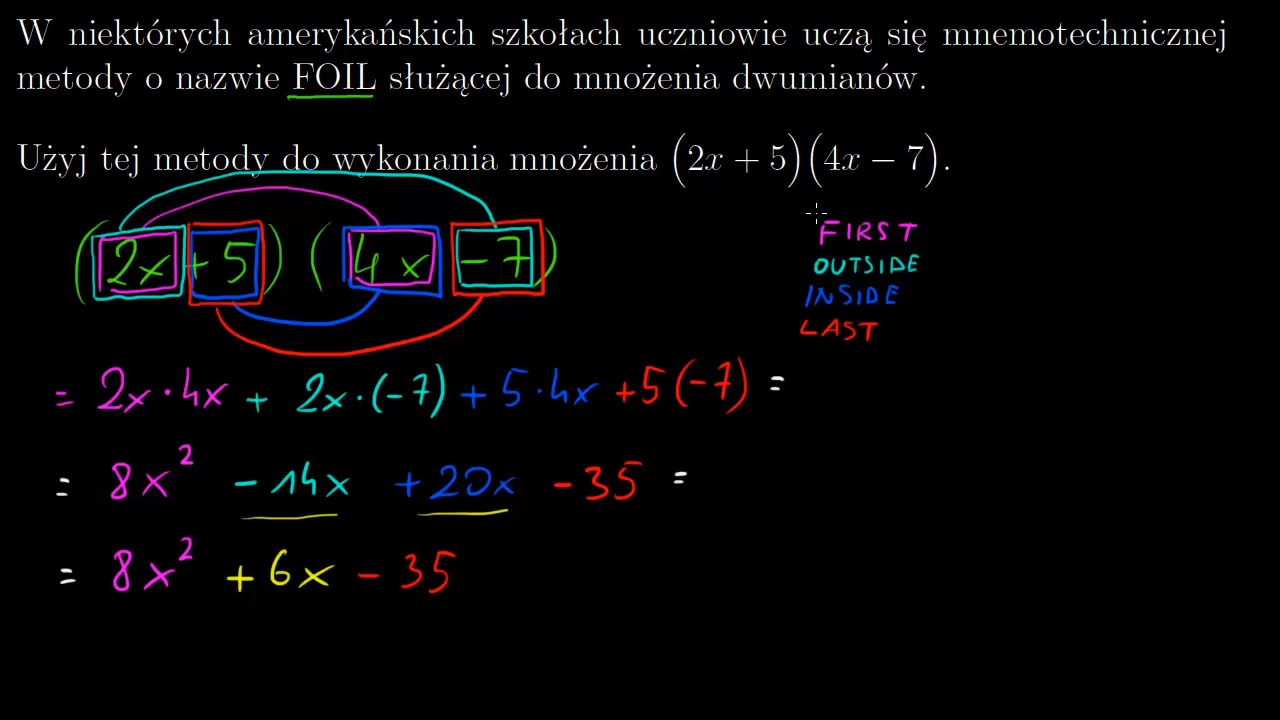 W niektórych amerykańskich szkołach uczniowie uczą się mnemotechnicznej
metody o nazwie FOIL służącej do mnożenia dwumianów.
Użyj tej metody do wykonania mnożenia (2x + 5)(4x − 7).
(2x+5) (4x −7)
FIRST
OUTSIDE
INSIDE
LAST
= 2x·4x + 2x·(−7) + 5·4x +5(−7) =
= 8x² −14x +20x −35 =
= 8x² +6x −35